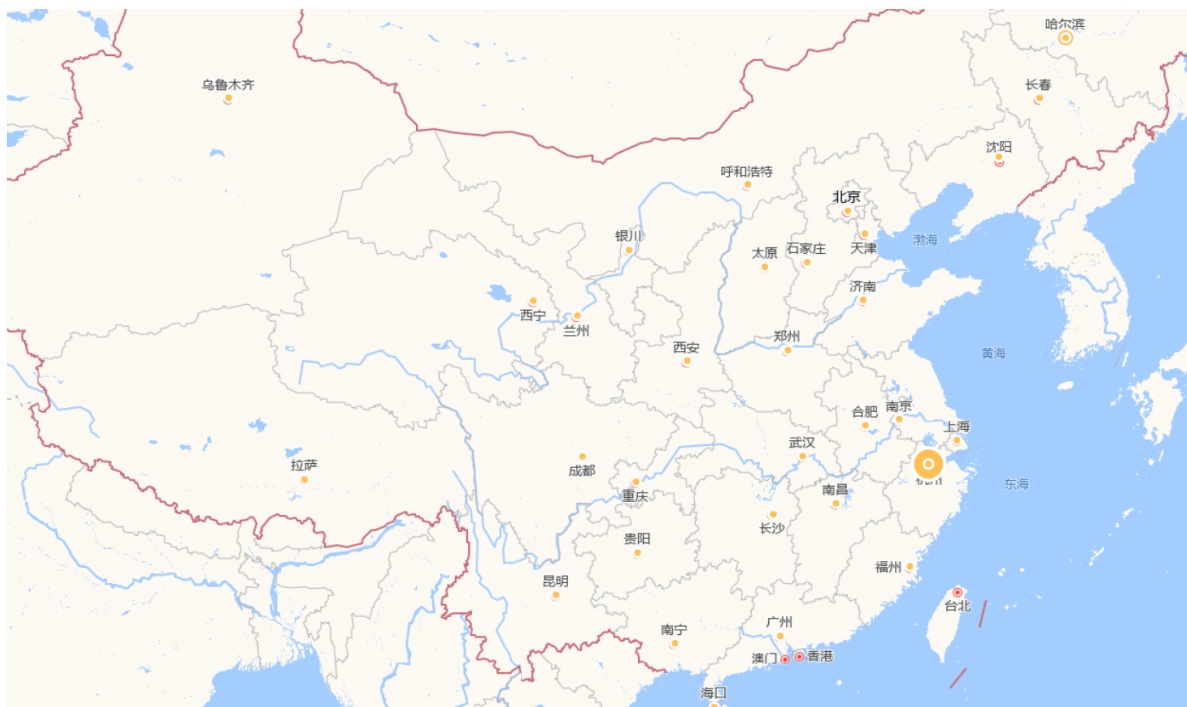 哈尔滨
乌鲁木齐
长春
沈阳
呼和浩特
北京
银川
太原
石家庄
天津
渤海
济南
西宁
兰州
郑州
西安
黄海
合肥
南京
上海
武汉
拉萨
成都
杭州
重庆
南昌
东海
长沙
贵阳
福州
昆明
台北
广州
南宁
澳门
香港
海口